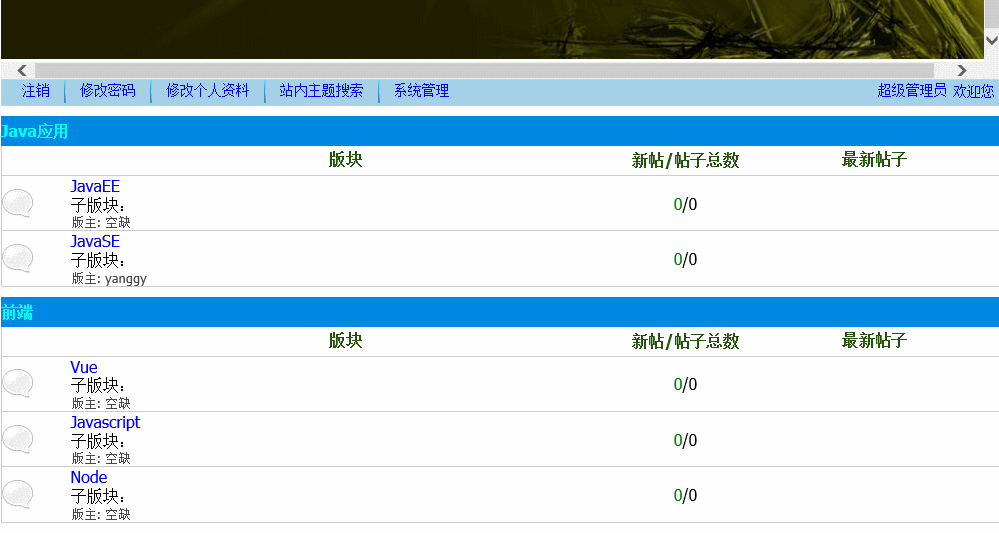 注销 修改密码 修改个人资料 站内主题搜索 系统管理 超级管理员 欢迎您
Java应用
版块 新帖/帖子总数 最新帖子
JavaEE
子版块：
0/0
版主: 空缺
JavaSE
子版块：
0/0
版主: yanggy
前端
版块 新帖/帖子总数 最新帖子
Vue
子版块：
0/0
版主: 空缺
Javascript
子版块：
0/0
版主: 空缺
Node
子版块：
0/0
版主: 空缺